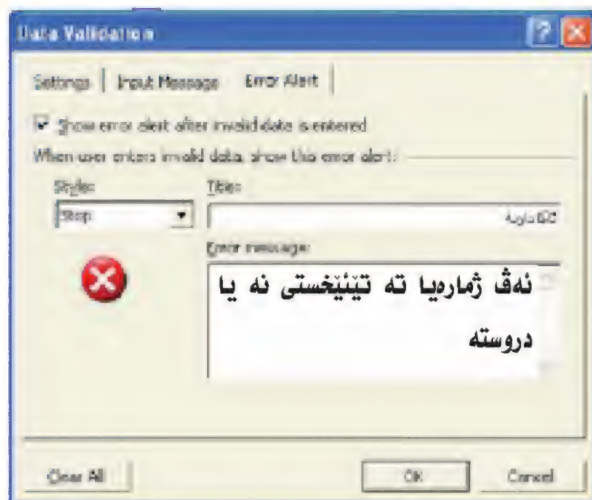 Data Validation
Settings Input Message Error Alert
Show error alert after invalid data is entered
When user enters invalid data, show this error alert:
Style: Title:
Stop
Error message:
ئەڤ ژمارەیا تە تێئێخستی نە یا
دروستە
Clear All OK Cancel